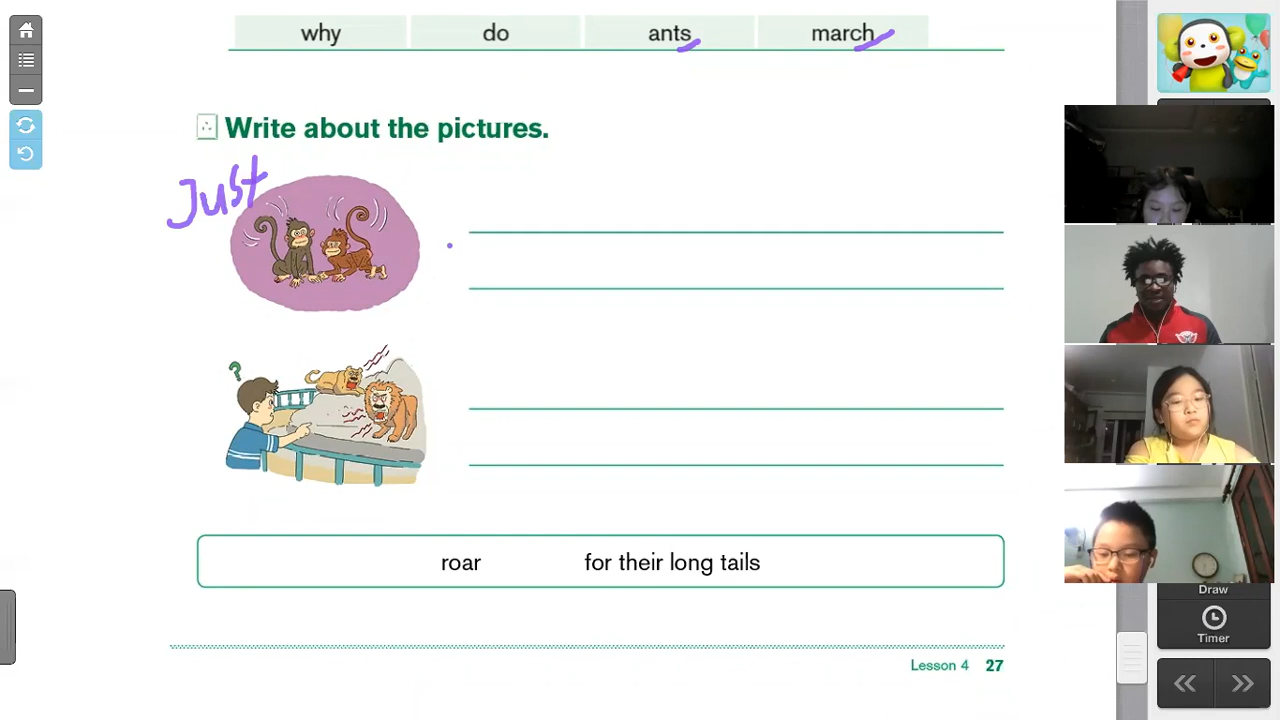 why do ants march
Write about the pictures.
Just
?
roar for their long tails
Lesson 4 27
Draw
Timer